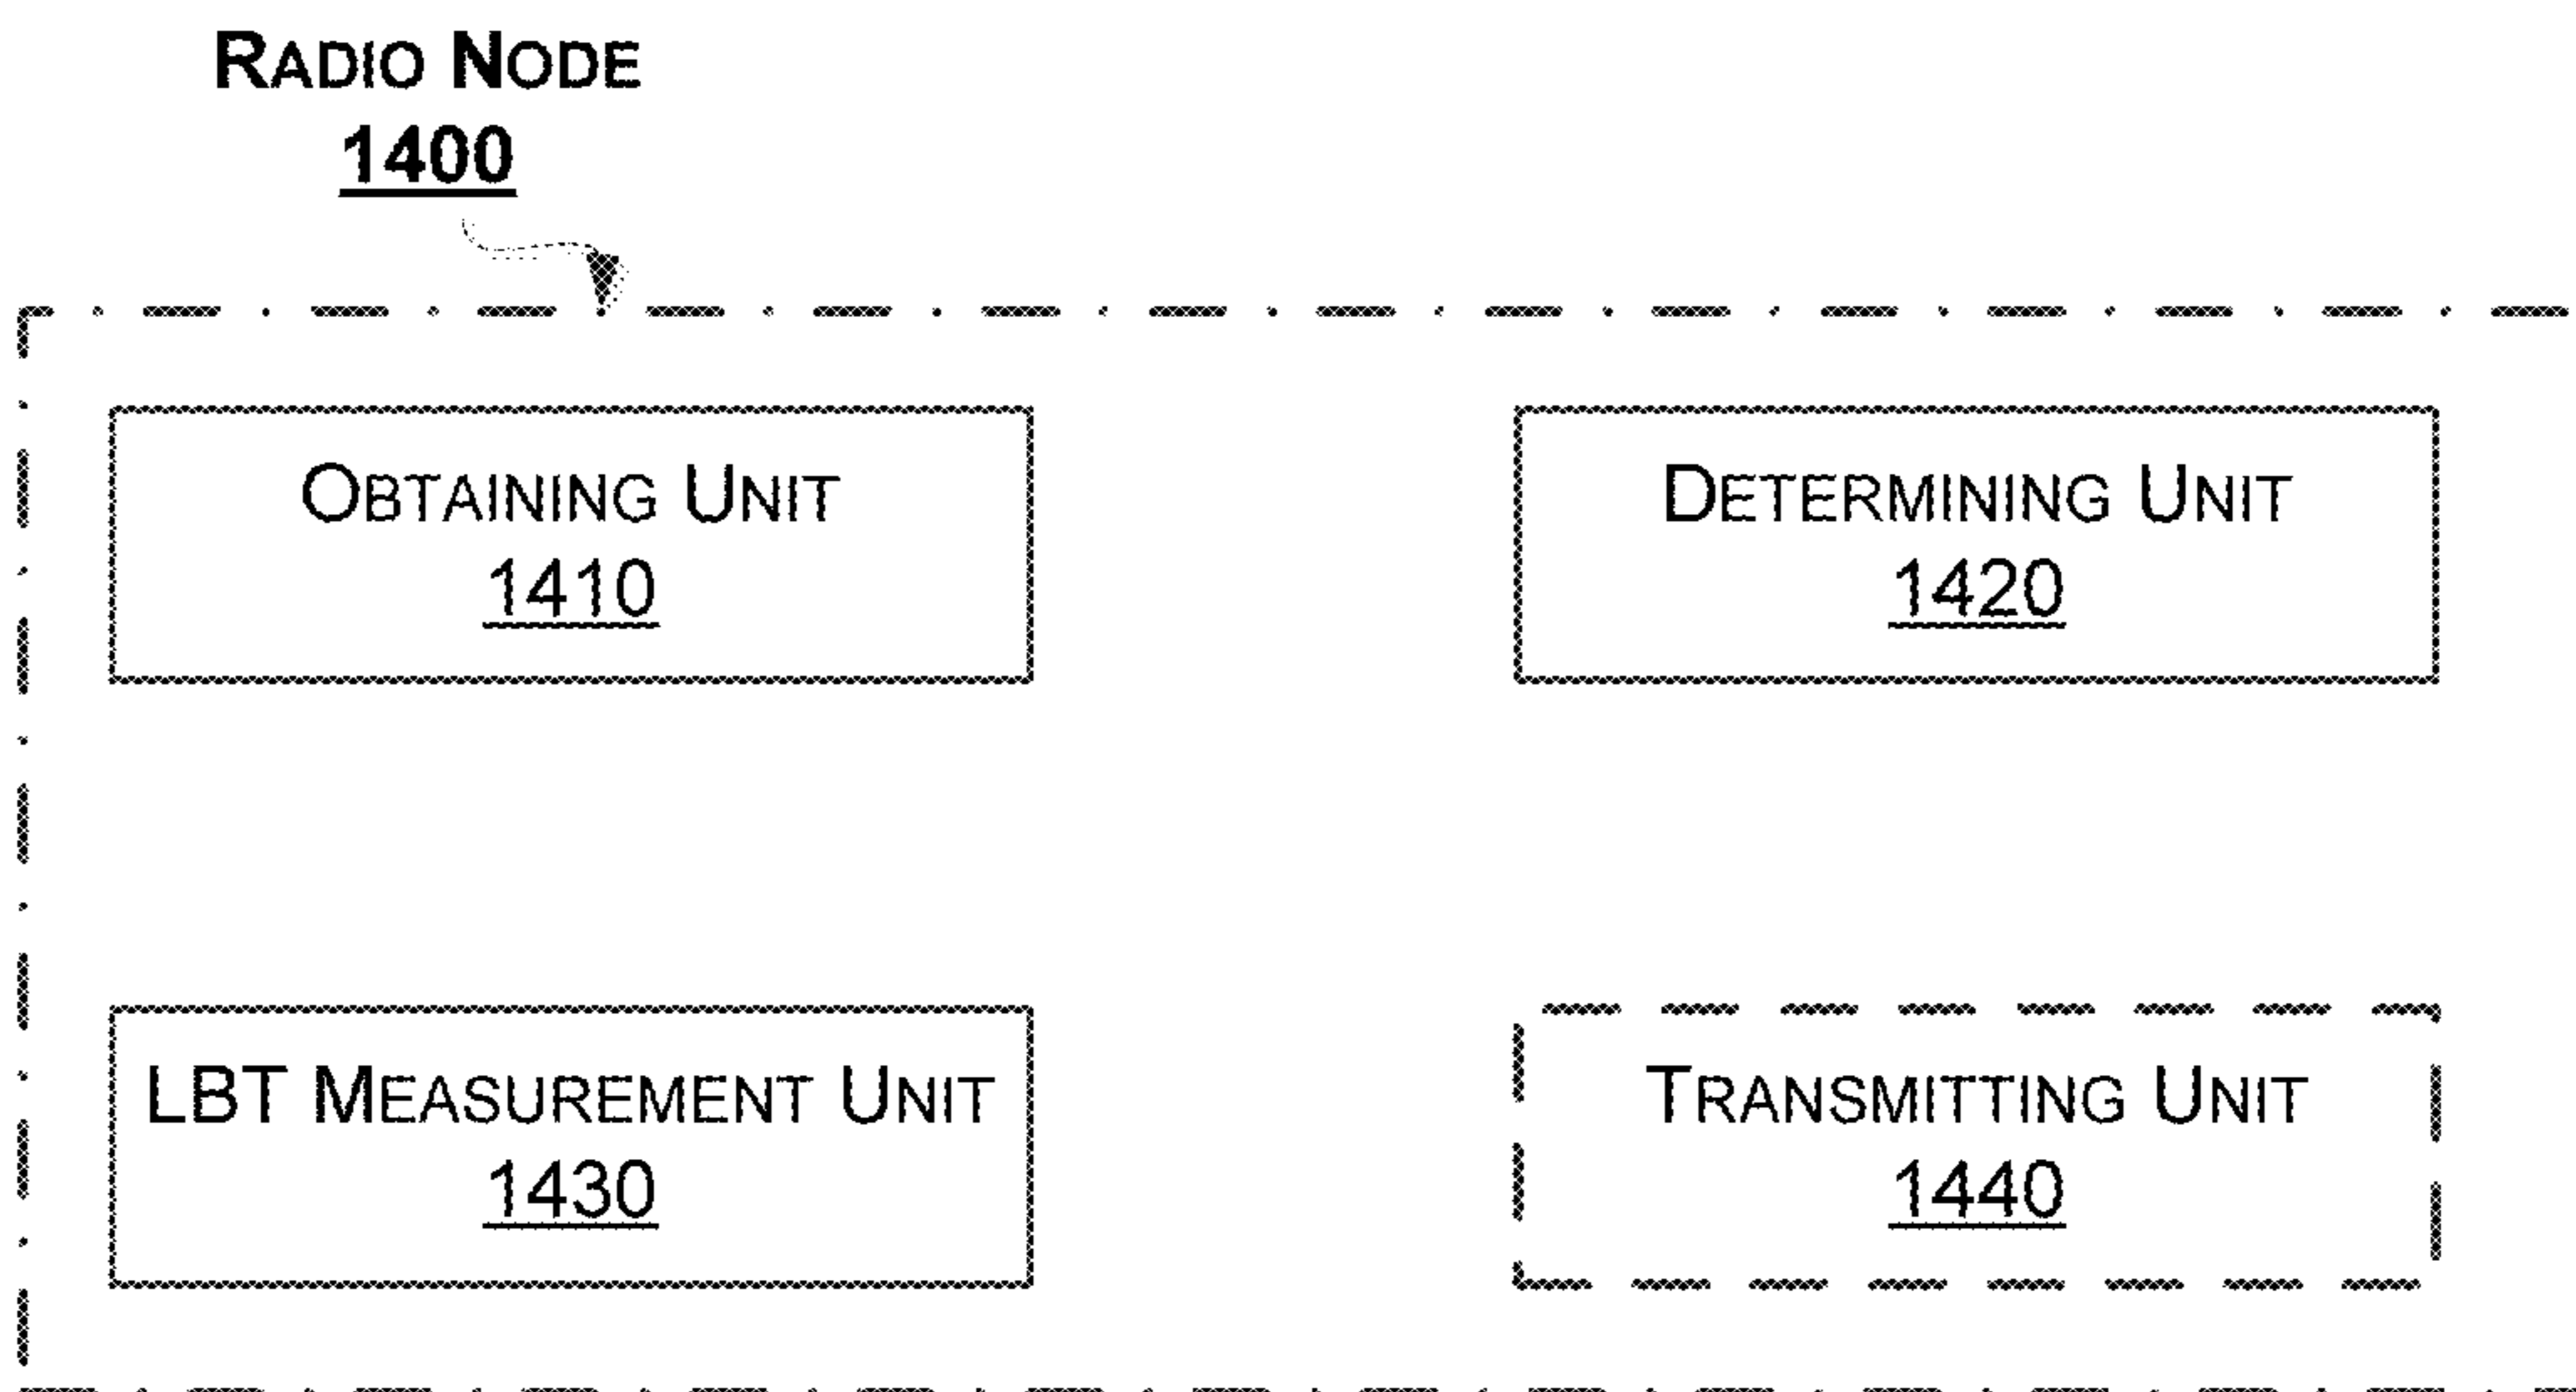 RADIO NODE
1400
OBTAINING UNIT
1410
DETERMINING UNIT
1420
LBT MEASUREMENT UNIT
1430
TRANSMITTING UNIT
1440